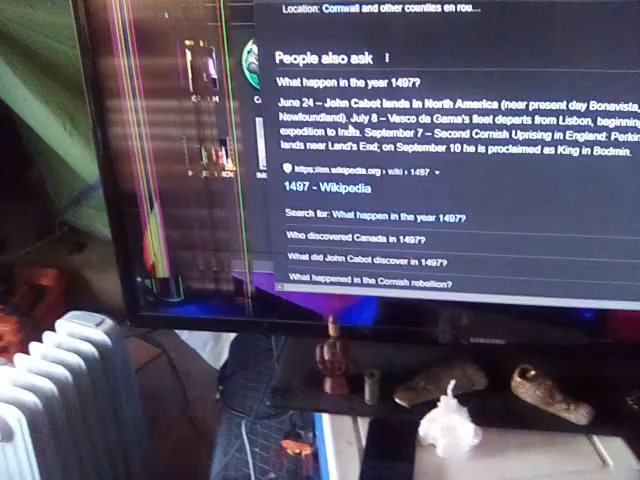 Location: Cornwall and other counties en rou...
People also ask
What happen in the year 1497?
June 24 – John Cabot lands in North America (near present day Bonavista,
Newfoundland). July 8 – Vasco da Gama's fleet departs from Lisbon, beginning
expedition to India. September 7 – Second Cornish Uprising in England: Perkin
lands near Land's End; on September 10 he is proclaimed as King in Bodmin.
https://en.wikipedia.org › wiki › 1497
1497 - Wikipedia
Search for: What happen in the year 1497?
Who discovered Canada in 1497?
What did John Cabot discover in 1497?
What happened in the Cornish rebellion?
SAMSUNG